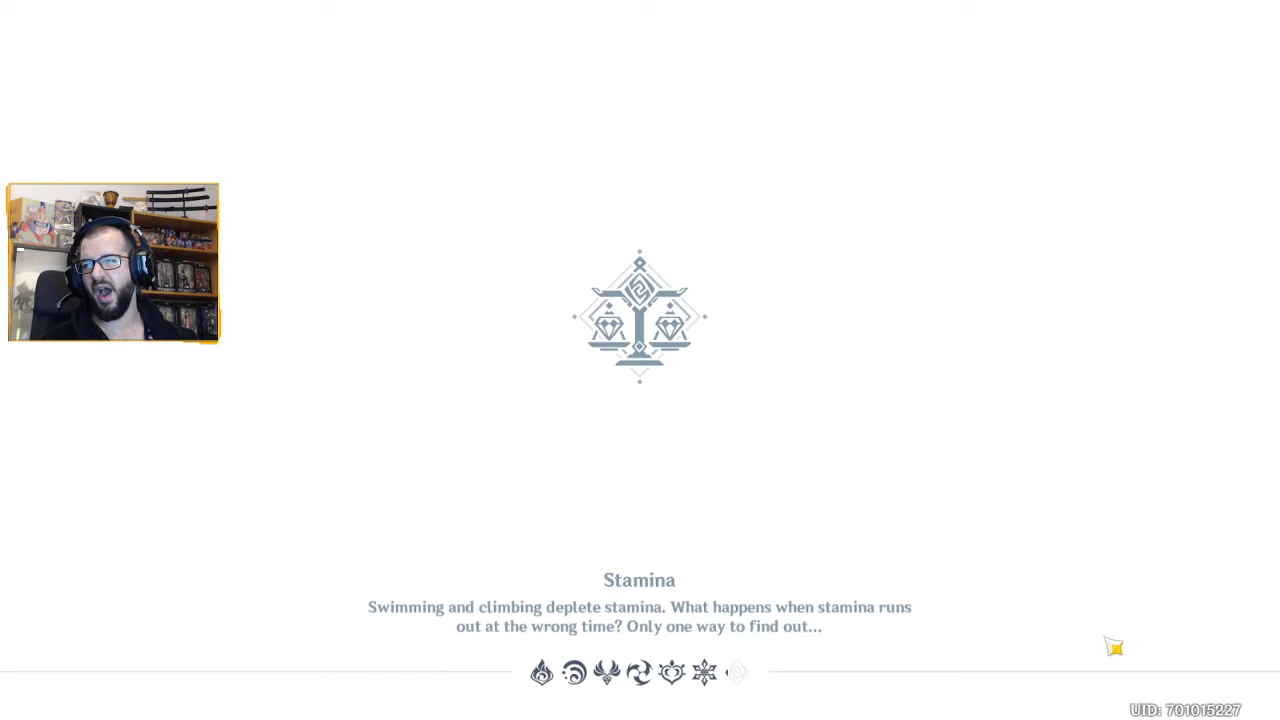 Stamina
Swimming and climbing deplete stamina. What happens when stamina runs
out at the wrong time? Only one way to find out...
UID: 701015227